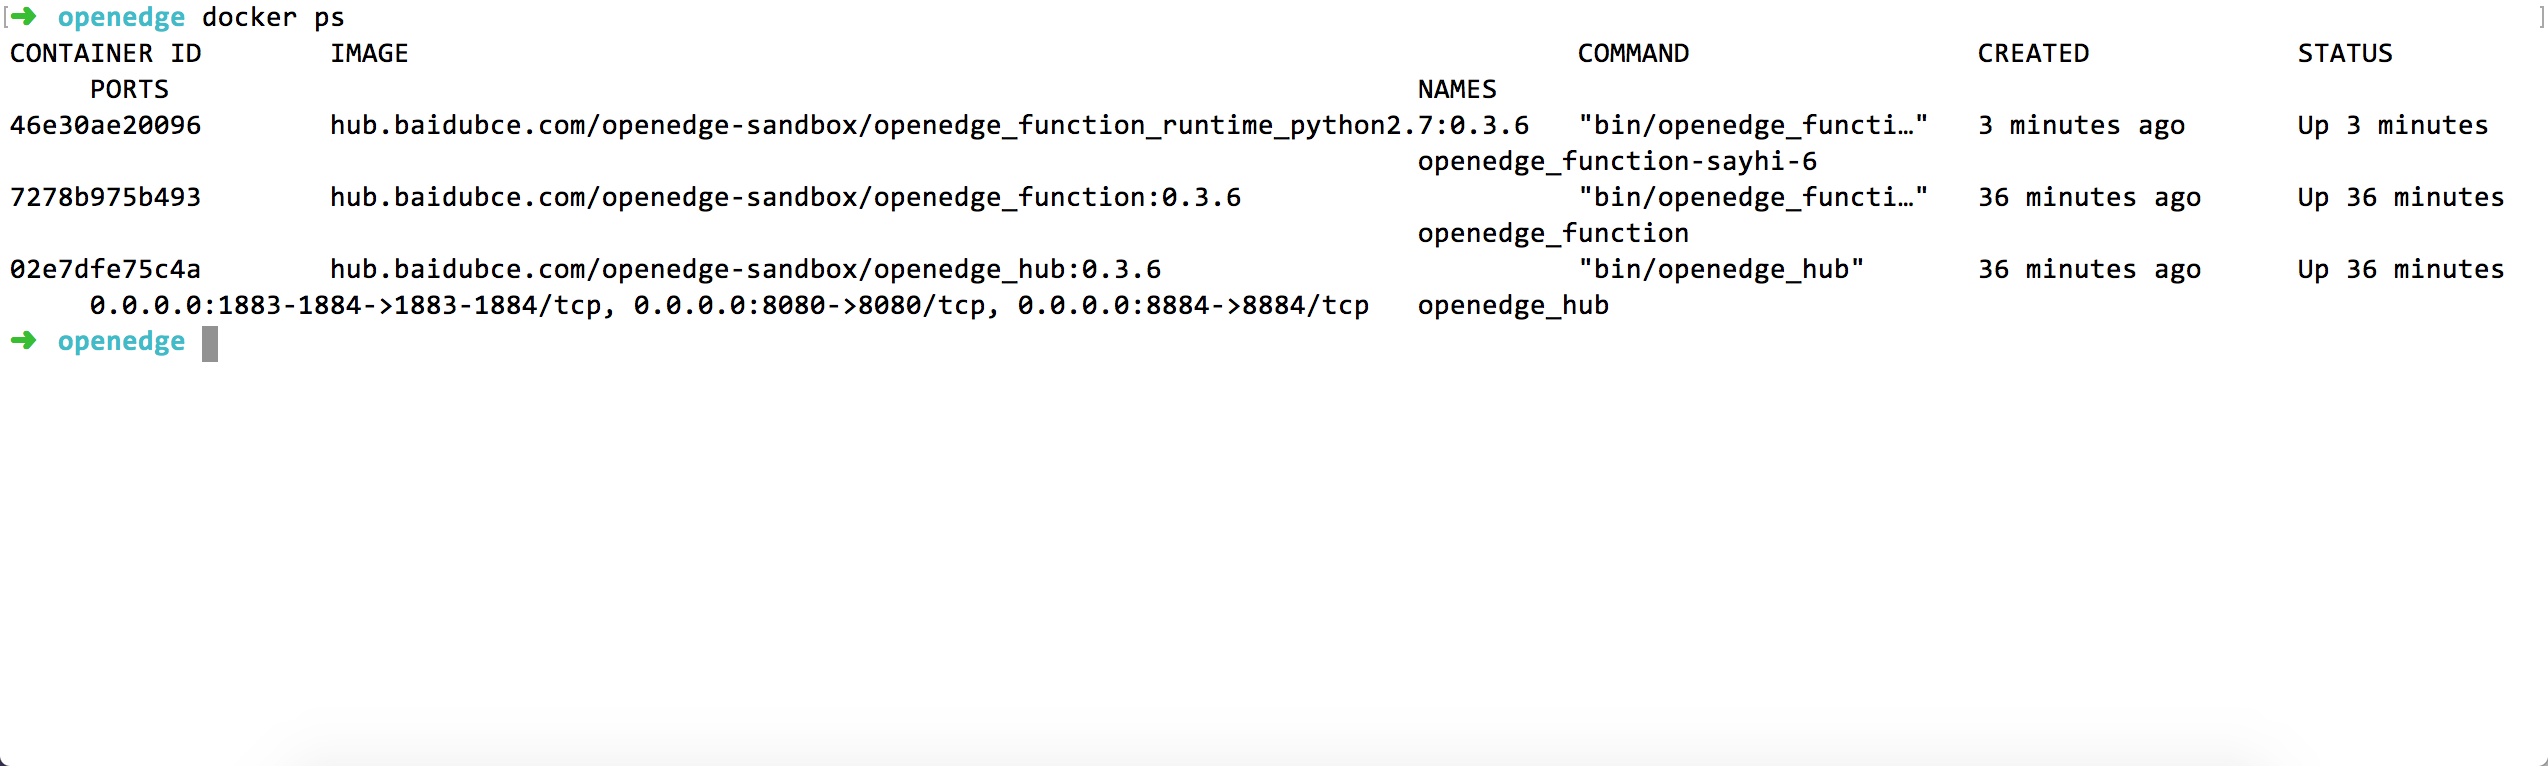 [➜  openedge docker ps ]
CONTAINER ID        IMAGE                                                                         COMMAND                  CREATED             STATUS
     PORTS                                                                              NAMES
46e30ae20096        hub.baidubce.com/openedge-sandbox/openedge_function_runtime_python2.7:0.3.6   "bin/openedge_functi…"   3 minutes ago       Up 3 minutes
                                                                                        openedge_function-sayhi-6
7278b975b493        hub.baidubce.com/openedge-sandbox/openedge_function:0.3.6                     "bin/openedge_functi…"   36 minutes ago      Up 36 minutes
                                                                                        openedge_function
02e7dfe75c4a        hub.baidubce.com/openedge-sandbox/openedge_hub:0.3.6                          "bin/openedge_hub"       36 minutes ago      Up 36 minutes
     0.0.0.0:1883-1884->1883-1884/tcp, 0.0.0.0:8080->8080/tcp, 0.0.0.0:8884->8884/tcp   openedge_hub
➜  openedge